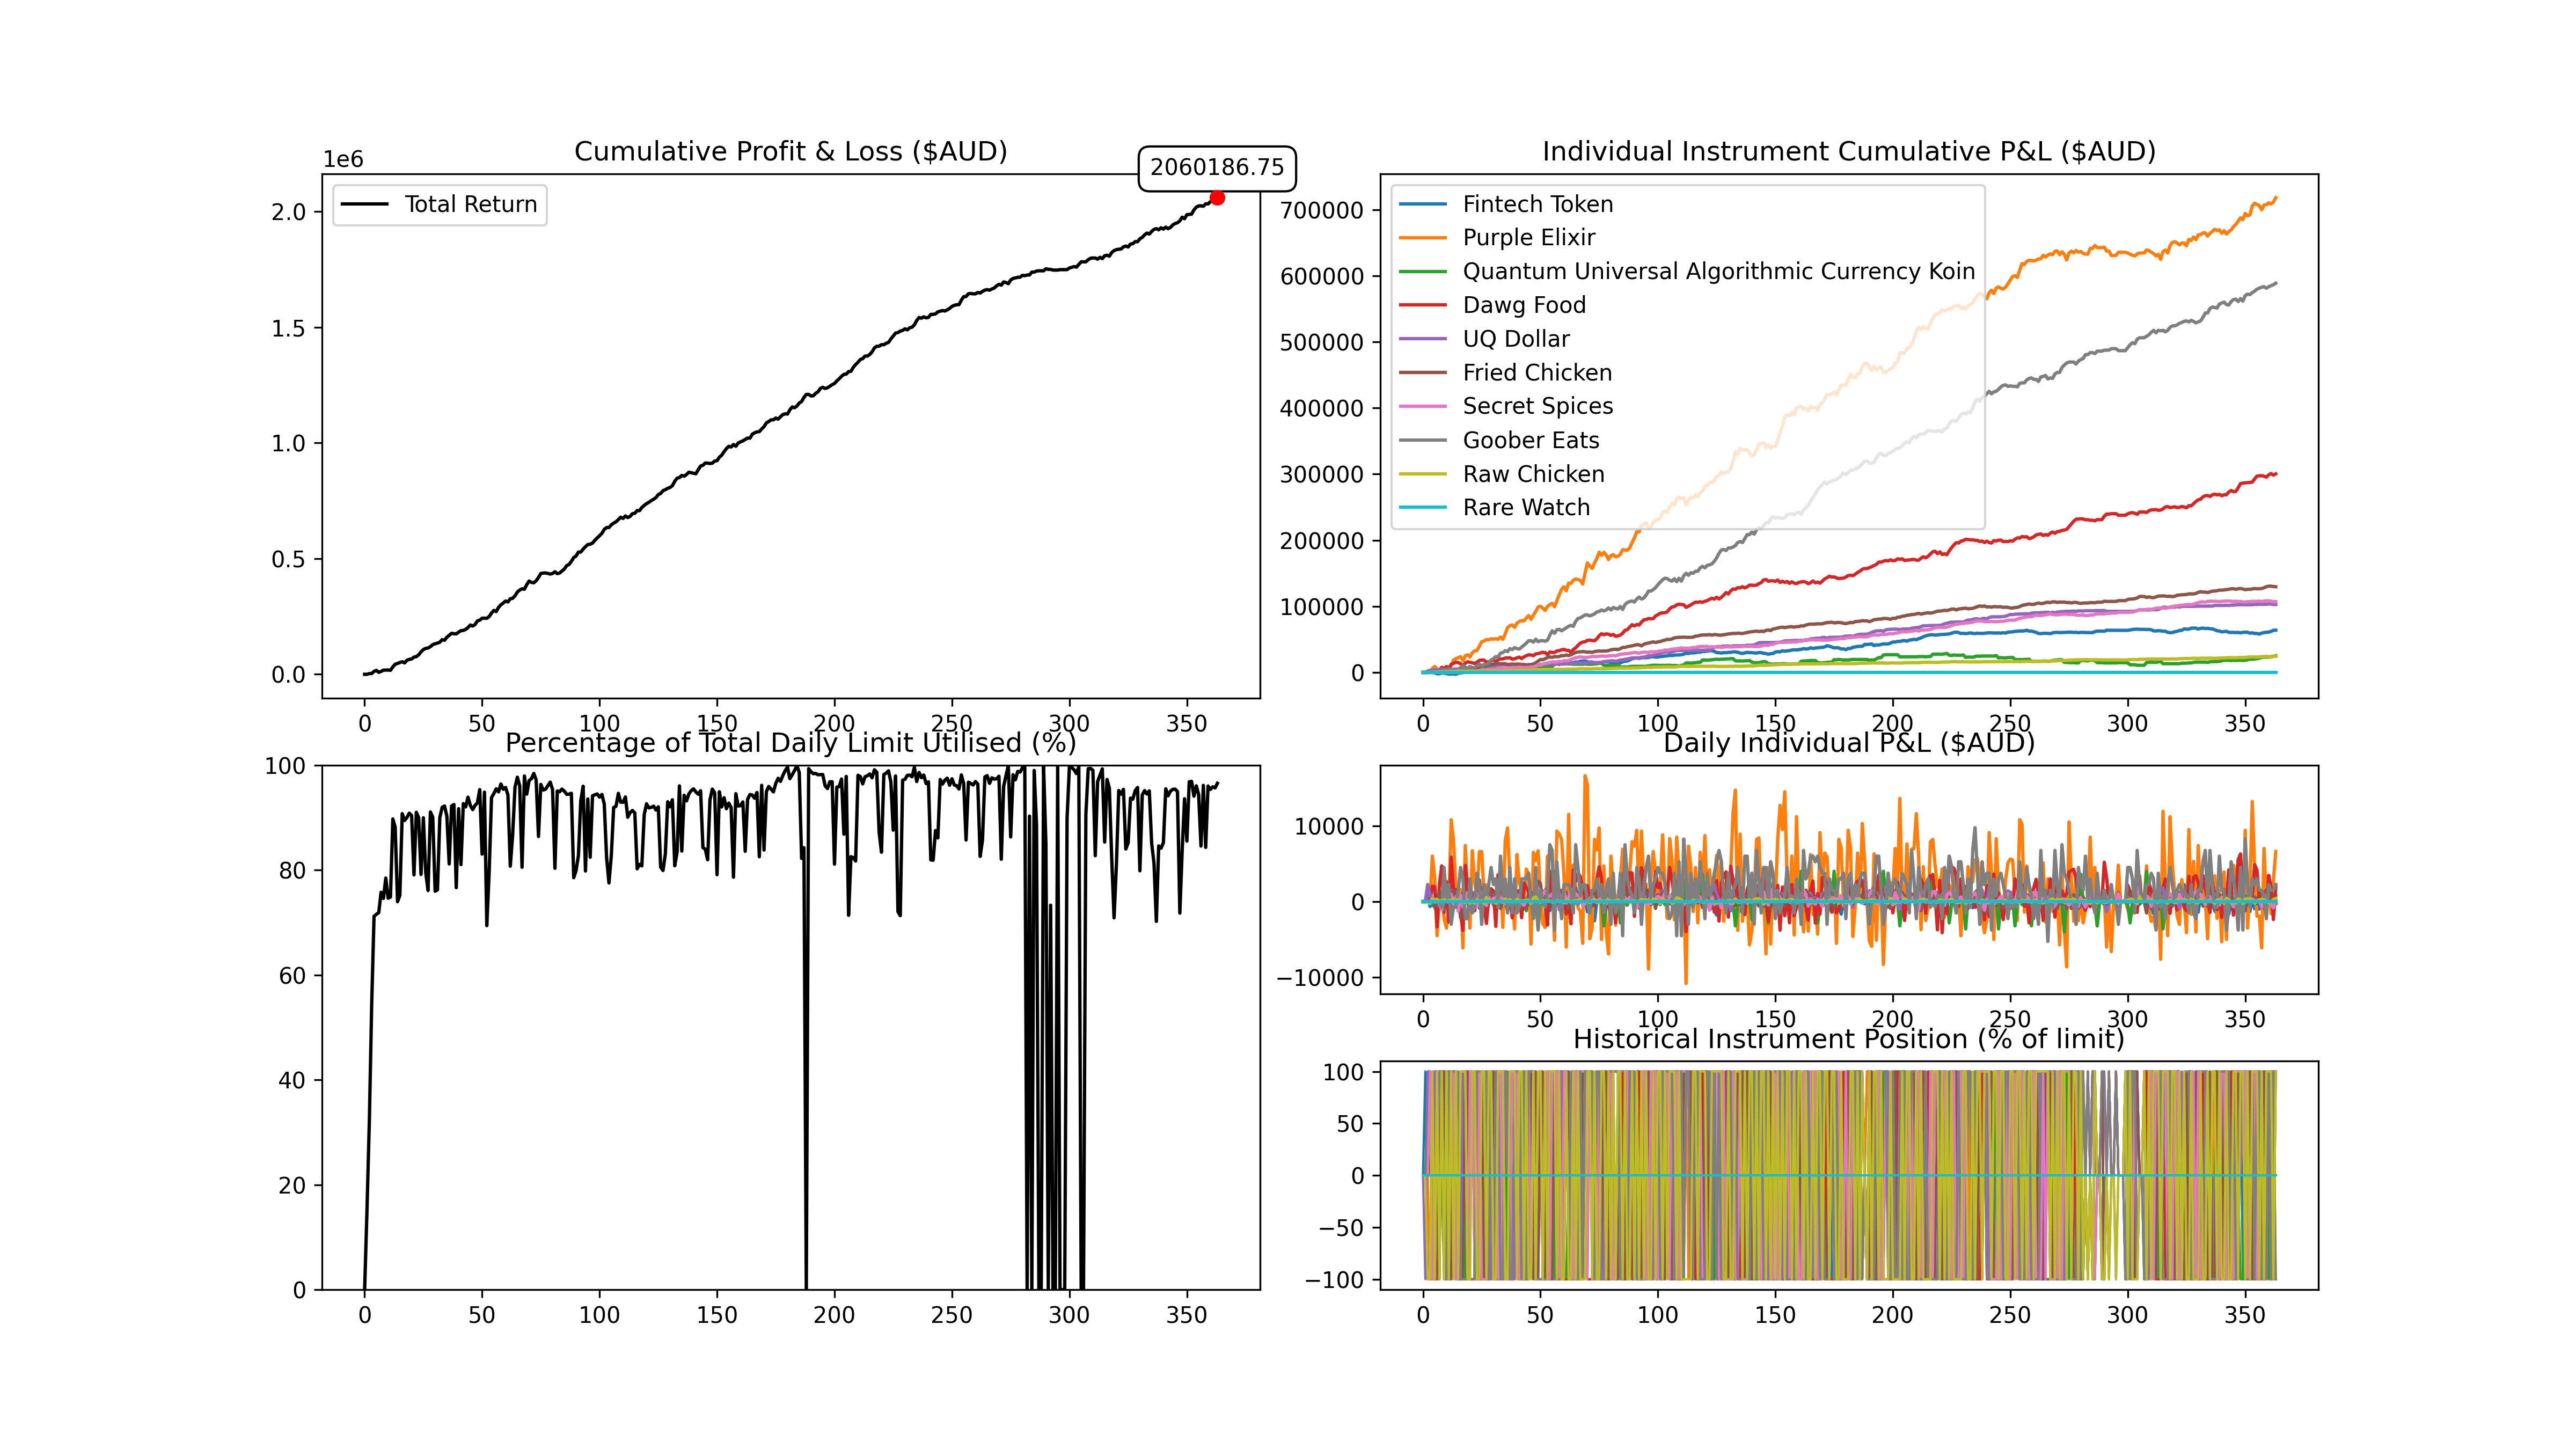 Cumulative Profit & Loss ($AUD)
1e6
2060186.75
Total Return
2.0
1.5
1.0
0.5
0.0
0 50 100 150 200 250 300 350
Individual Instrument Cumulative P&L ($AUD)
Fintech Token
Purple Elixir
Quantum Universal Algorithmic Currency Koin
Dawg Food
UQ Dollar
Fried Chicken
Secret Spices
Goober Eats
Raw Chicken
Rare Watch
700000
600000
500000
400000
300000
200000
100000
0
0 50 100 150 200 250 300 350
Percentage of Total Daily Limit Utilised (%)
100
80
60
40
20
0
0 50 100 150 200 250 300 350
Daily Individual P&L ($AUD)
10000
0
−10000
0 50 100 150 200 250 300 350
Historical Instrument Position (% of limit)
100
50
0
−50
−100
0 50 100 150 200 250 300 350